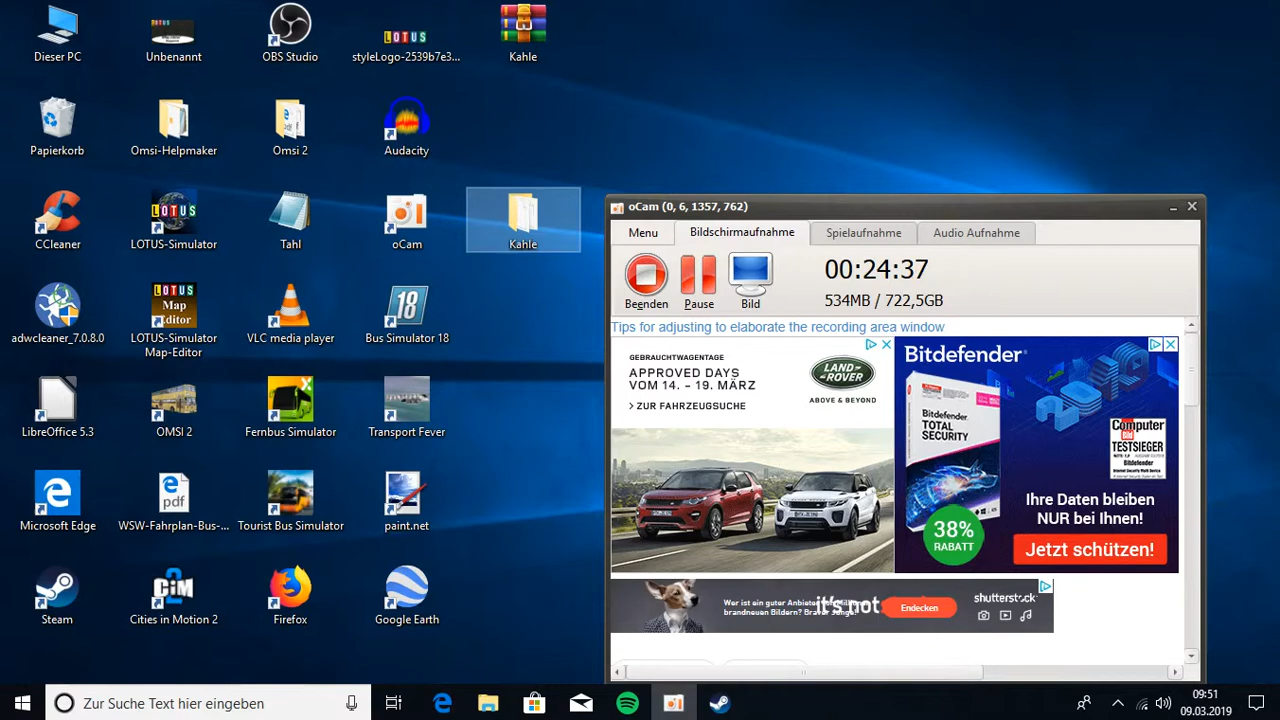 Dieser PC
Unbenannt
OBS Studio
LOTUS
styleLogo-2539b7e3...
Kahle
Papierkorb
Omsi-Helpmaker
Omsi 2
Audacity
CCleaner
LOTUS
LOTUS-Simulator
Tahl
oCam
Kahle
adwcleaner_7.0.8.0
LOTUS
Map
Editor
LOTUS-Simulator
Map-Editor
VLC media player
18
Bus Simulator 18
LibreOffice 5.3
OMSI 2
Fernbus Simulator
Transport Fever
Microsoft Edge
pdf
WSW-Fahrplan-Bus-...
Tourist Bus Simulator
paint.net
Steam
CiM
2
Cities in Motion 2
Firefox
Google Earth
oCam (0, 6, 1357, 762)
Menu
Bildschirmaufnahme
Spielaufnahme
Audio Aufnahme
Beenden
Pause
Bild
00:24:37
534MB / 722,5GB
Tips for adjusting to elaborate the recording area window
GEBRAUCHTWAGENTAGE
APPROVED DAYS
VOM 14. – 19. MÄRZ
> ZUR FAHRZEUGSUCHE
LAND ROVER
ABOVE & BEYOND
Bitdefender
Bitdefender
TOTAL
SECURITY
2019
Computer
Bild
TESTSIEGER
38%
RABATT
Ihre Daten bleiben
NUR bei Ihnen!
Jetzt schützen!
it's not
Endecken
shutterstock
Zur Suche Text hier eingeben
09:51
09.03.2019